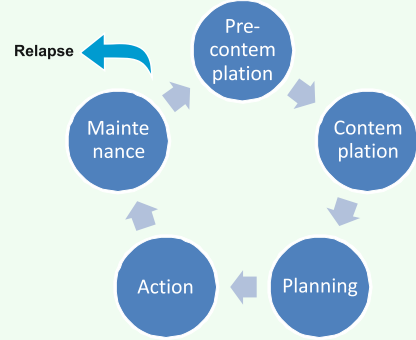 Pre-
contem
plation
Relapse
Mainte
nance
Contem
plation
Action
Planning